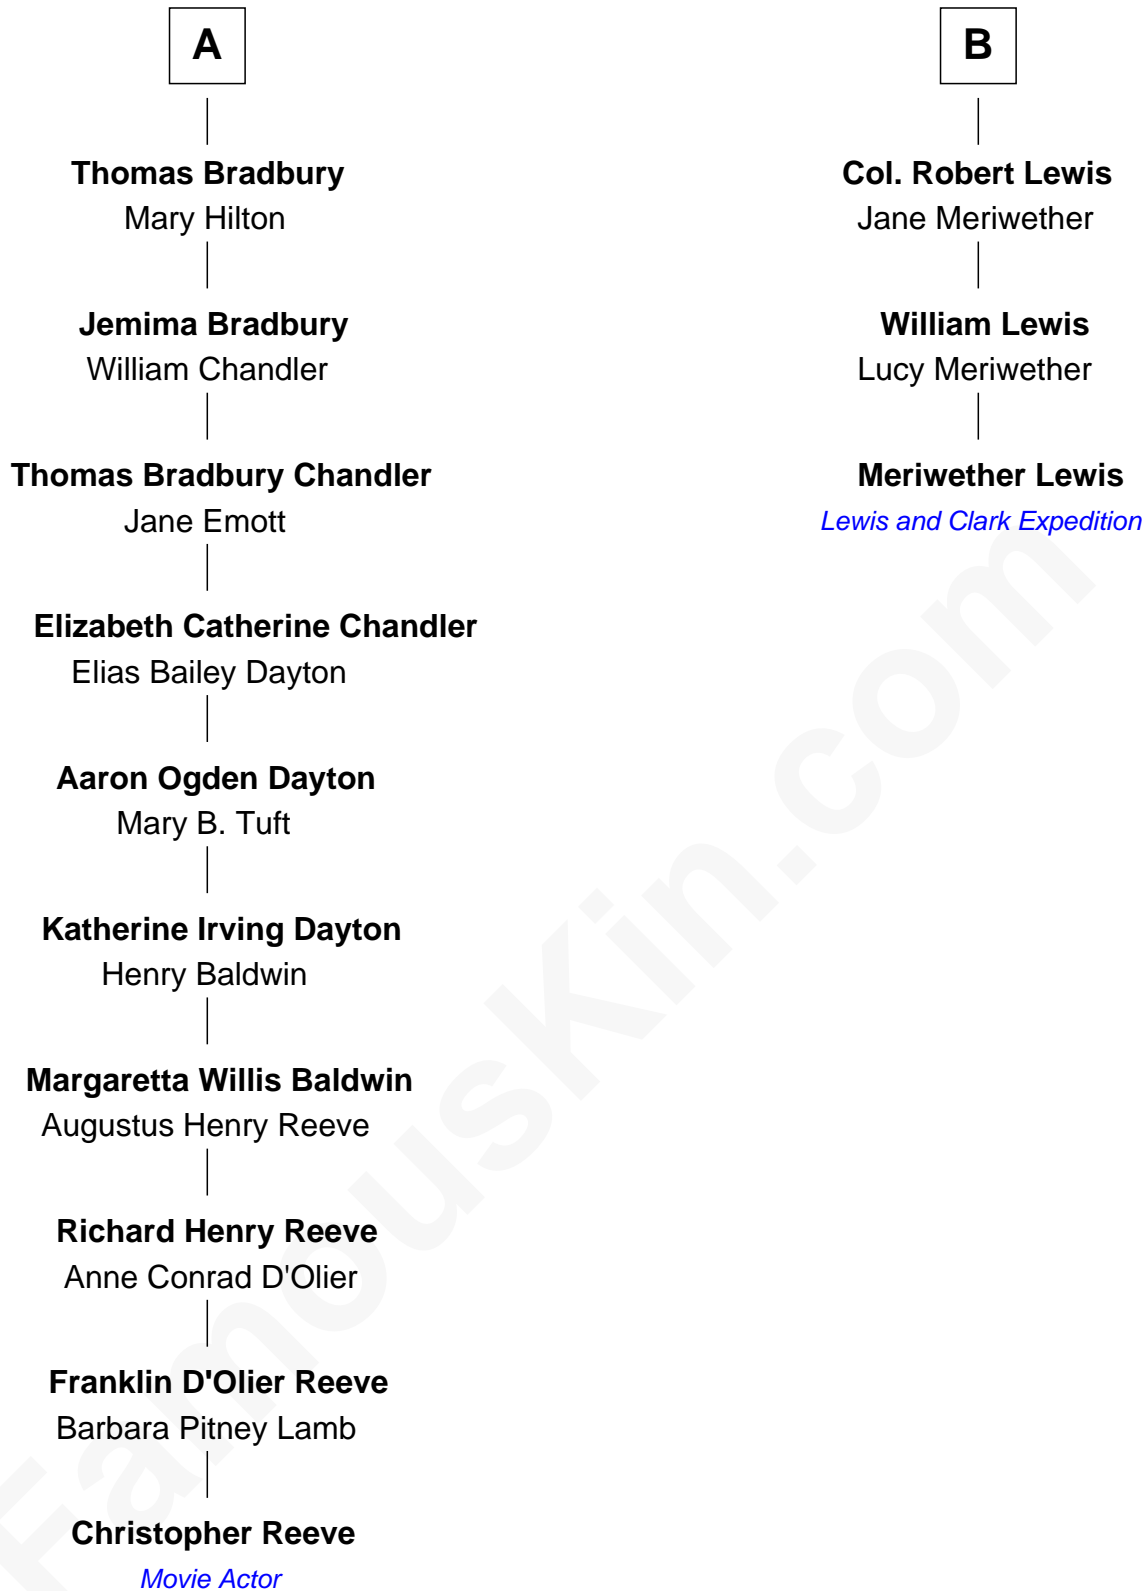 A
Thomas Bradbury
Mary Hilton
Jemima Bradbury
William Chandler
Thomas Bradbury Chandler
Jane Emott
Elizabeth Catherine Chandler
Elias Bailey Dayton
Aaron Ogden Dayton
Mary B. Tuft
Katherine Irving Dayton
Henry Baldwin
Margaretta Willis Baldwin
Augustus Henry Reeve
Richard Henry Reeve
Anne Conrad D'Olier
Franklin D'Olier Reeve
Barbara Pitney Lamb
Christopher Reeve
Movie Actor
B
Col. Robert Lewis
Jane Meriwether
William Lewis
Lucy Meriwether
Meriwether Lewis
Lewis and Clark Expedition
FamousKin.com